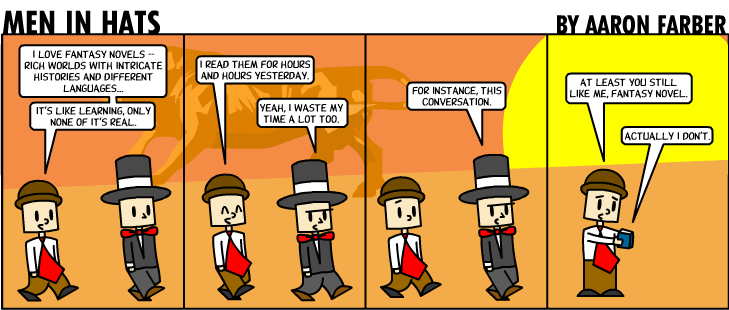 MEN IN HATS
BY AARON FARBER
I LOVE FANTASY NOVELS --
RICH WORLDS WITH INTRICATE
HISTORIES AND DIFFERENT
LANGUAGES...
IT'S LIKE LEARNING, ONLY
NONE OF IT'S REAL.
I READ THEM FOR HOURS
AND HOURS YESTERDAY.
YEAH, I WASTE MY
TIME A LOT TOO.
FOR INSTANCE, THIS
CONVERSATION.
AT LEAST YOU STILL
LIKE ME, FANTASY NOVEL.
ACTUALLY I DON'T.